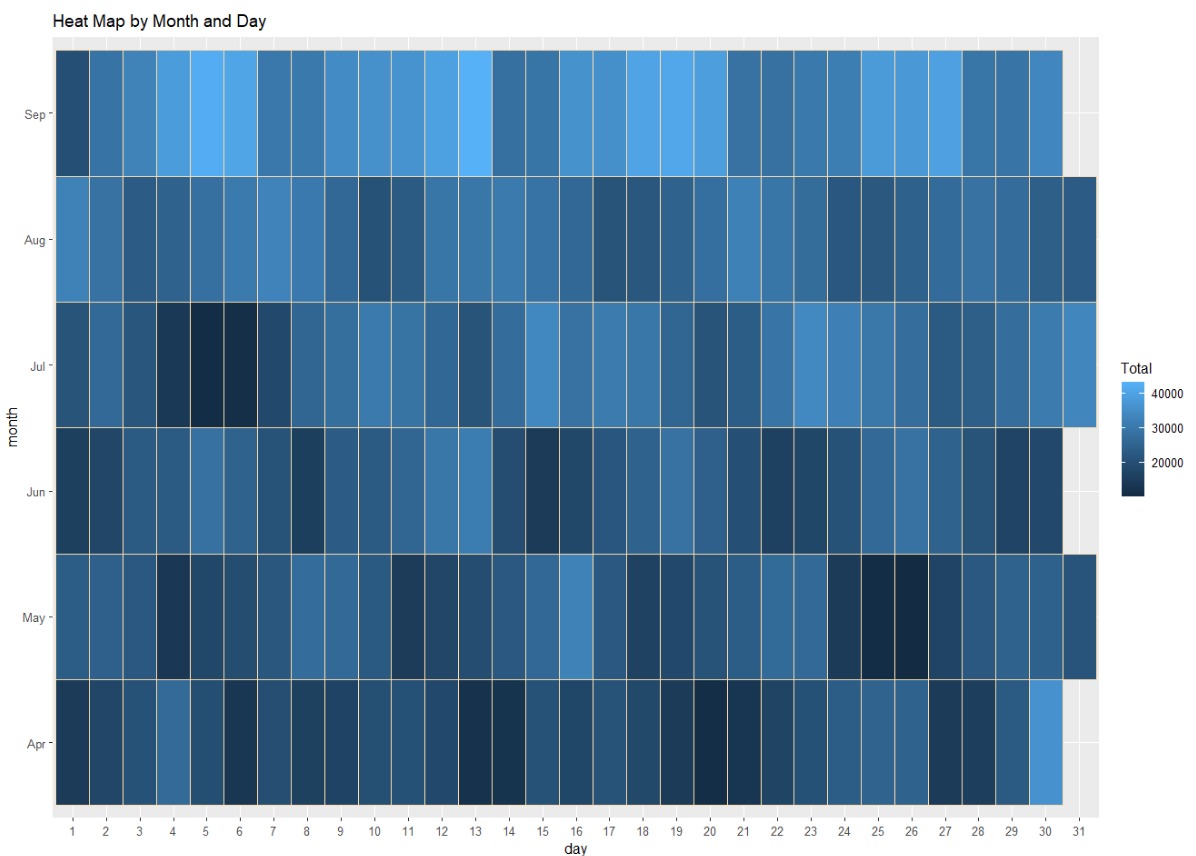 Heat Map by Month and Day
Sep
Aug
Jul
Jun
May
Apr
month
1 2 3 4 5 6 7 8 9 10 11 12 13 14 15 16 17 18 19 20 21 22 23 24 25 26 27 28 29 30 31
day
Total
40000
30000
20000